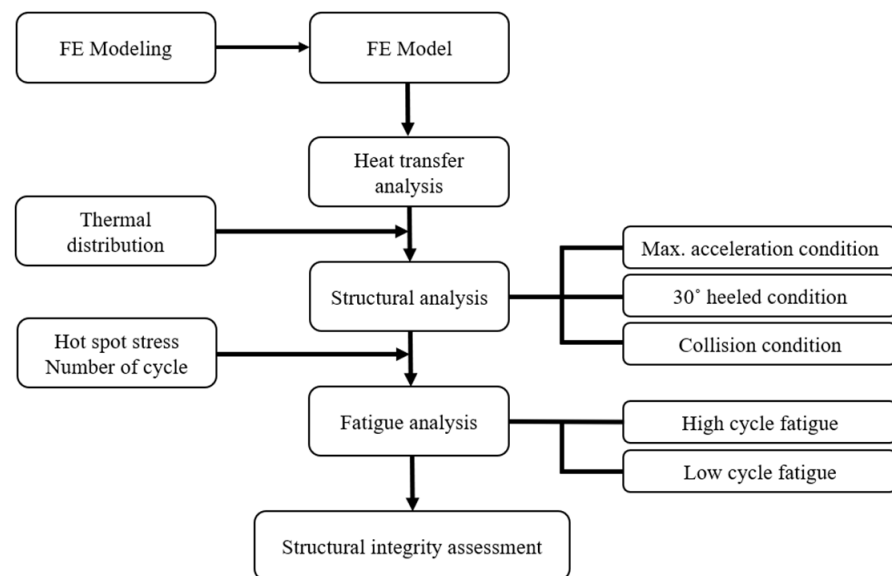 FE Modeling
FE Model
Heat transfer
analysis
Thermal
distribution
Structural analysis
Max. acceleration condition
30˚ heeled condition
Collision condition
Hot spot stress
Number of cycle
Fatigue analysis
High cycle fatigue
Low cycle fatigue
Structural integrity assessment